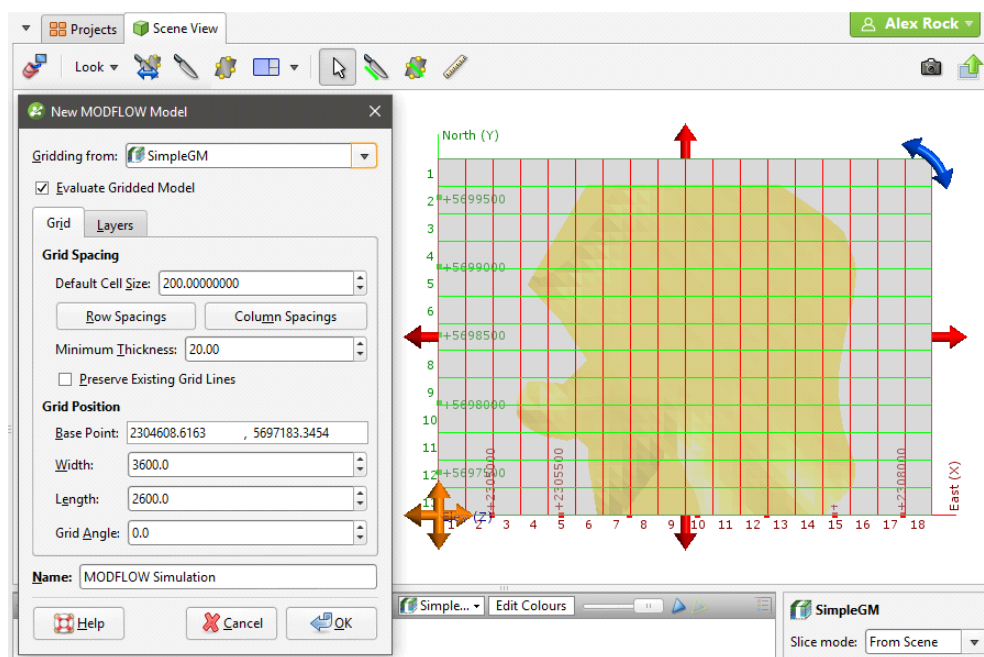 Projects
Scene View
Alex Rock
Look
New MODFLOW Model
Gridding from: SimpleGM
Evaluate Gridded Model
Grid
Layers
Grid Spacing
Default Cell Size: 200.00000000
Row Spacings
Column Spacings
Minimum Thickness: 20.00
Preserve Existing Grid Lines
Grid Position
Base Point: 2304608.6163 , 5697183.3454
Width: 3600.0
Length: 2600.0
Grid Angle: 0.0
Name: MODFLOW Simulation
Help
Cancel
OK
North (Y)
1
2
+5699500
3
4
+5699000
5
6
+5698500
8
9
+5698000
10
11
12
+5697500
13
+2305000
+2305500
+2308000
East (X)
(Z)
1 2 3 4 5 6 7 8 9 10 11 12 13 14 15 16 17 18
Simple...
Edit Colours
SimpleGM
Slice mode: From Scene